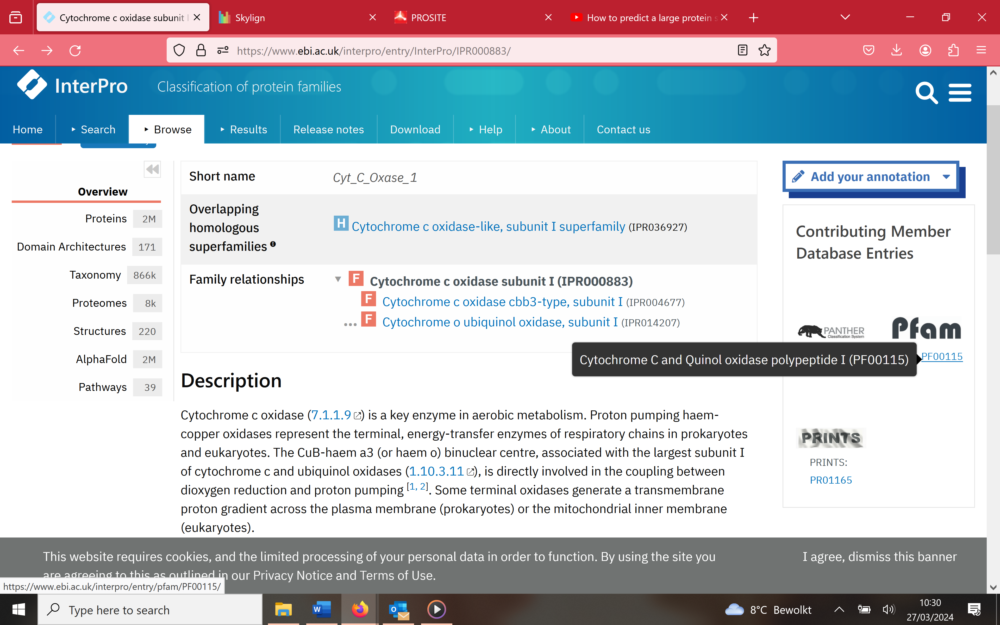 Cytochrome c oxidase subunit
Skylign
PROSITE
How to predict a large protein s
https://www.ebi.ac.uk/interpro/entry/InterPro/IPR000883/
InterPro
Classification of protein families
Home
Search
Browse
Results
Release notes
Download
Help
About
Contact us
Overview
Proteins 2M
Domain Architectures 171
Taxonomy 866k
Proteomes 8k
Structures 220
AlphaFold 2M
Pathways 39
Short name
Cyt_C_Oxase_1
Overlapping
homologous
superfamilies
H Cytochrome c oxidase-like, subunit I superfamily (IPR036927)
Family relationships
F Cytochrome c oxidase subunit I (IPR000883)
F Cytochrome c oxidase cbb3-type, subunit I (IPR004677)
F Cytochrome o ubiquinol oxidase, subunit I (IPR014207)
Description
Cytochrome c oxidase (7.1.1.9) is a key enzyme in aerobic metabolism. Proton pumping haem-
copper oxidases represent the terminal, energy-transfer enzymes of respiratory chains in prokaryotes
and eukaryotes. The CuB-haem a3 (or haem o) binuclear centre, associated with the largest subunit I
of cytochrome c and ubiquinol oxidases (1.10.3.11), is directly involved in the coupling between
dioxygen reduction and proton pumping [1, 2]. Some terminal oxidases generate a transmembrane
proton gradient across the plasma membrane (prokaryotes) or the mitochondrial inner membrane
(eukaryotes).
Add your annotation
Contributing Member
Database Entries
PANTHER
Classification System
Pfam
Cytochrome C and Quinol oxidase polypeptide I (PF00115)
PF00115
PRINTS
PRINTS:
PR01165
This website requires cookies, and the limited processing of your personal data in order to function. By using the site you
are agreeing to this as outlined in our Privacy Notice and Terms of Use.
I agree, dismiss this banner
https://www.ebi.ac.uk/interpro/entry/pfam/PF00115/
Type here to search
W
O
8°C Bewolkt
10:30
27/03/2024